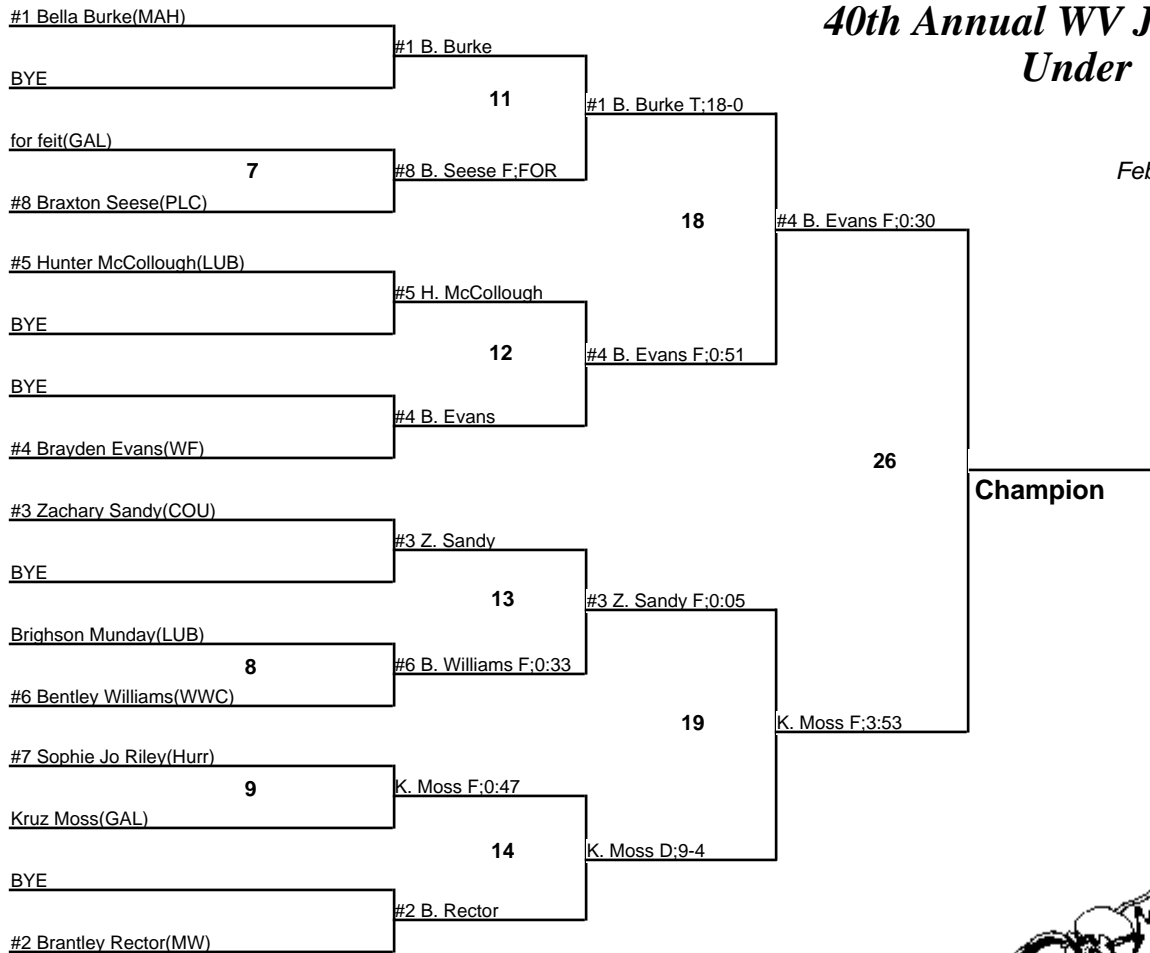 40th Annual WV J
Under
Feb
#1 Bella Burke(MAH)
BYE
for feit(GAL)
7
#8 Braxton Seese(PLC)
#5 Hunter McCollough(LUB)
BYE
BYE
#4 Brayden Evans(WF)
#3 Zachary Sandy(COU)
BYE
Brighson Munday(LUB)
8
#6 Bentley Williams(WWC)
#7 Sophie Jo Riley(Hurr)
9
Kruz Moss(GAL)
BYE
#2 Brantley Rector(MW)
#1 B. Burke
11
#8 B. Seese F;FOR
#5 H. McCollough
12
#4 B. Evans
#3 Z. Sandy
13
#6 B. Williams F;0:33
K. Moss F;0:47
14
#2 B. Rector
#1 B. Burke T;18-0
18
#4 B. Evans F;0:51
#3 Z. Sandy F;0:05
19
K. Moss D;9-4
#4 B. Evans F;0:30
26
K. Moss F;3:53
Champion